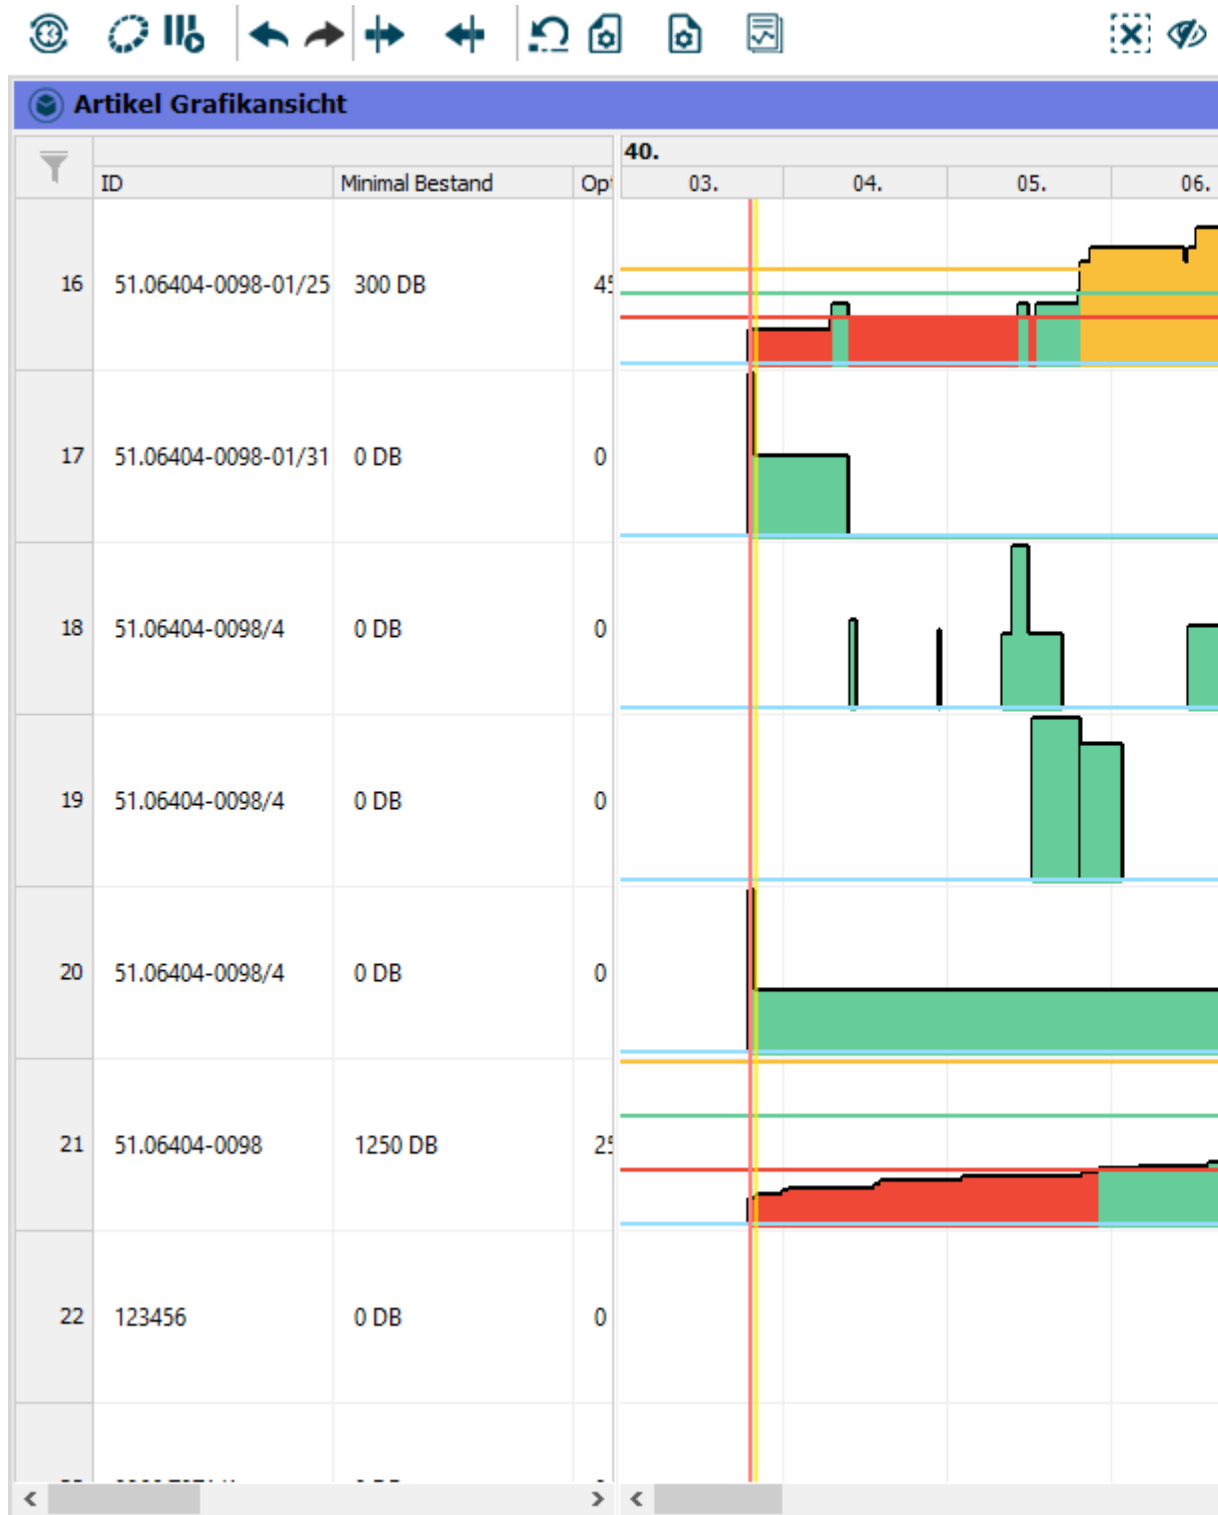 Artikel Grafikansicht
40.
ID Minimal Bestand Opt 03. 04. 05. 06.
16 51.06404-0098-01/25 300 DB 45
17 51.06404-0098-01/31 0 DB 0
18 51.06404-0098/4 0 DB 0
19 51.06404-0098/4 0 DB 0
20 51.06404-0098/4 0 DB 0
21 51.06404-0098 1250 DB 25
22 123456 0 DB 0